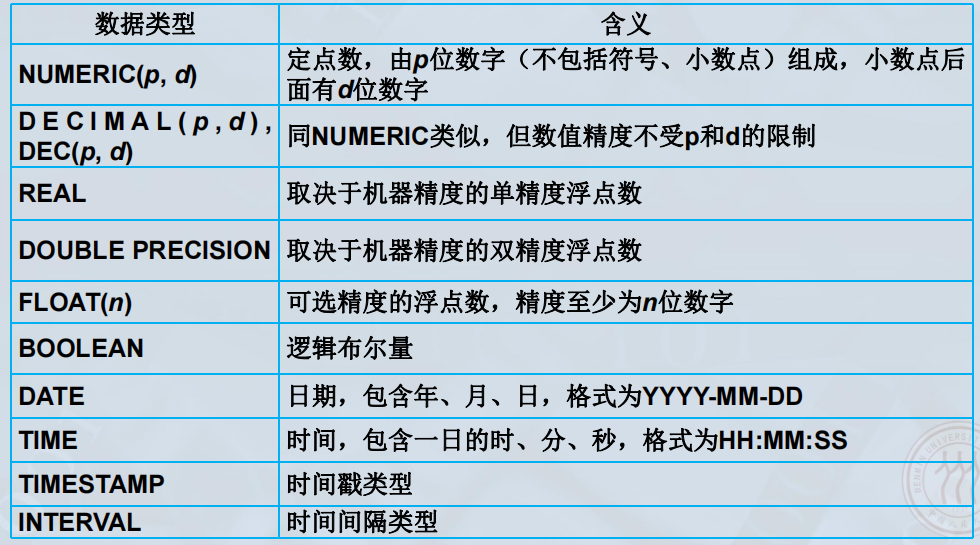 数据类型 含义
NUMERIC(p, d) 定点数，由p位数字（不包括符号、小数点）组成，小数点后
面有d位数字
DECIMAL(p,d), 同NUMERIC类似，但数值精度不受p和d的限制
DEC(p, d)
REAL 取决于机器精度的单精度浮点数
DOUBLE PRECISION 取决于机器精度的双精度浮点数
FLOAT(n) 可选精度的浮点数，精度至少为n位数字
BOOLEAN 逻辑布尔量
DATE 日期，包含年、月、日，格式为YYYY-MM-DD
TIME 时间，包含一日的时、分、秒，格式为HH:MM:SS
TIMESTAMP 时间戳类型
INTERVAL 时间间隔类型